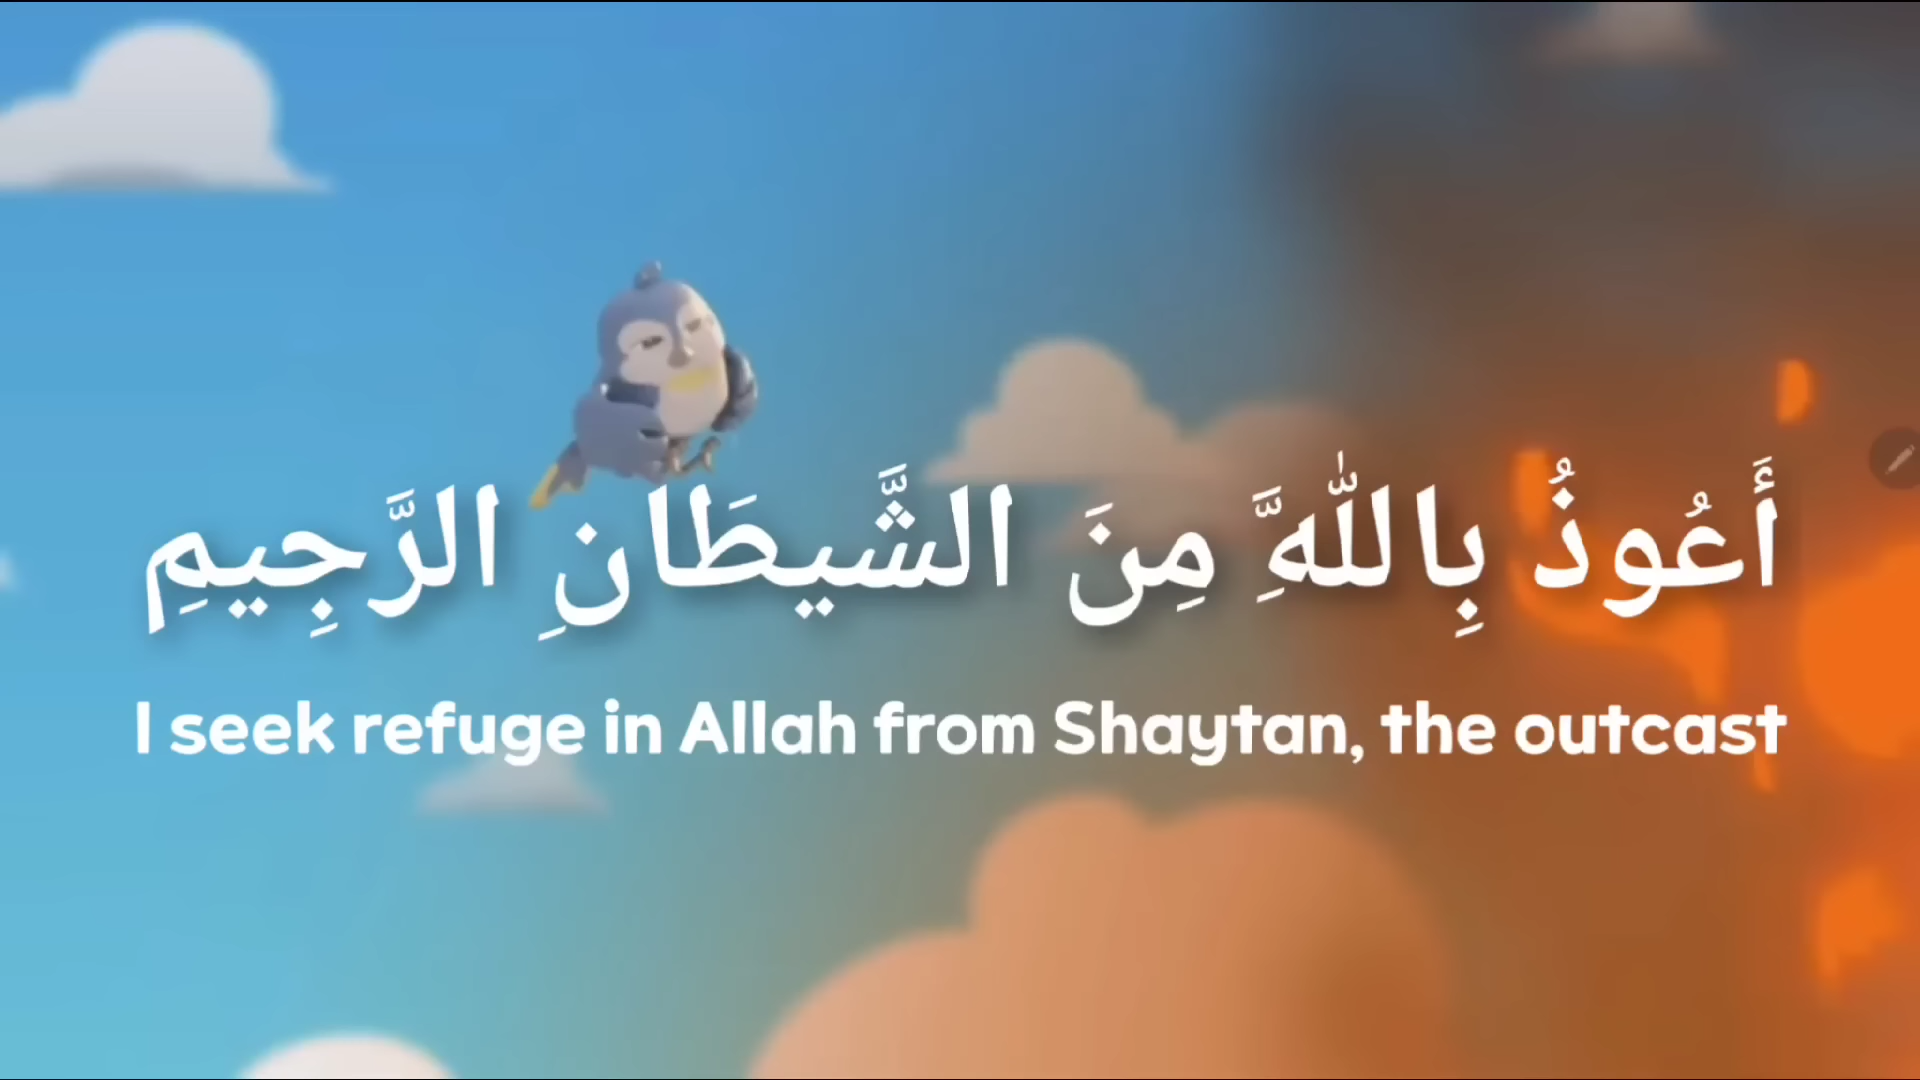 أَعُوذُ بِاللّٰهَِّ مِنَ الشَّيطَانِ الرَّجِيمِ
I seek refuge in Allah from Shaytan, the outcast